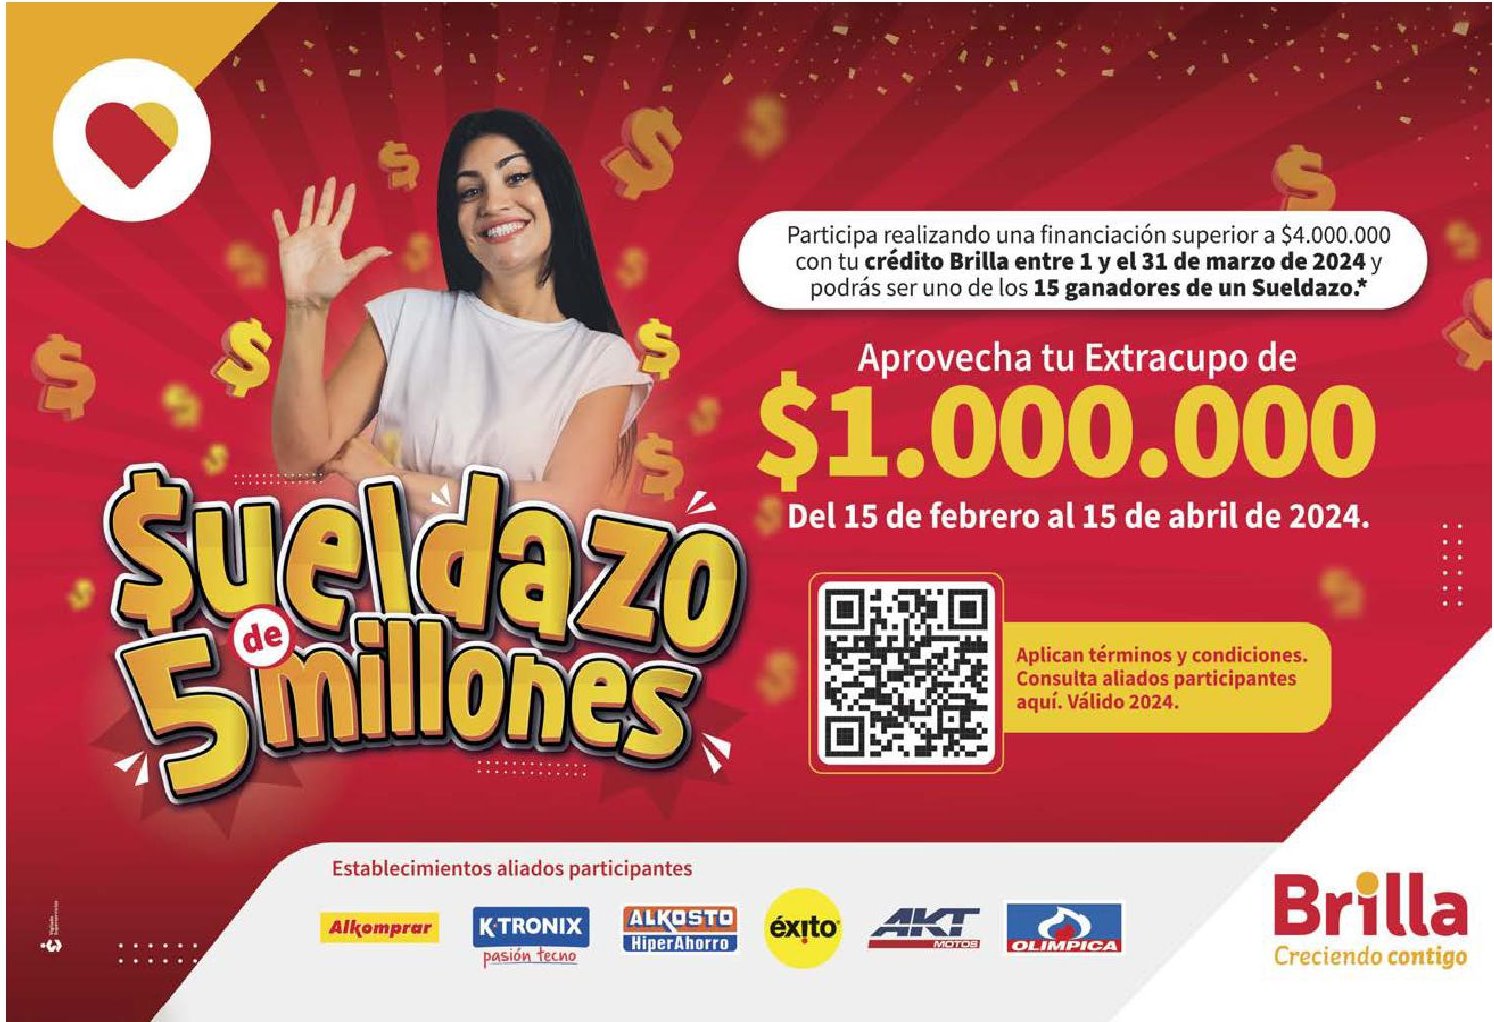 Participa realizando una financiación superior a $4.000.000
con tu crédito Brilla entre 1 y el 31 de marzo de 2024 y
podrás ser uno de los 15 ganadores de un Sueldazo.*
Aprovecha tu Extracupo de
$1.000.000
Del 15 de febrero al 15 de abril de 2024.
$ueldazo
de
5 millones
Aplican términos y condiciones.
Consulta aliados participantes
aquí. Válido 2024.
Establecimientos aliados participantes
Alkomprar
K-TRONIX
pasión tecno
ALKOSTO
HiperAhorro
éxito
AKT
MOTOS
OLIMPICA
Brilla
Creciendo contigo